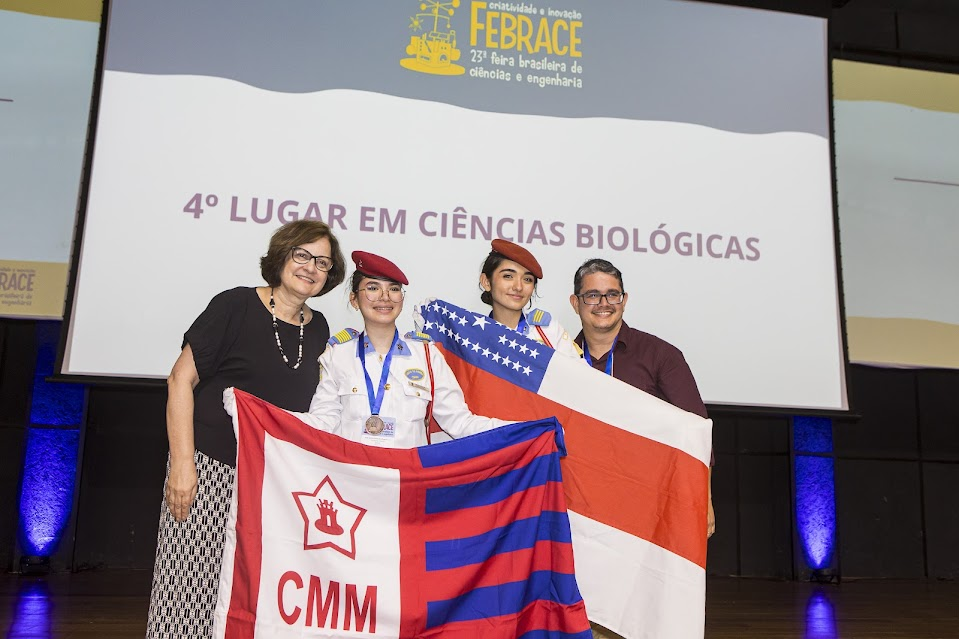 criatividade e inovação
FEBRACE
23ª feira brasileira de
ciências e engenharia
4º LUGAR EM CIÊNCIAS BIOLÓGICAS
CMM